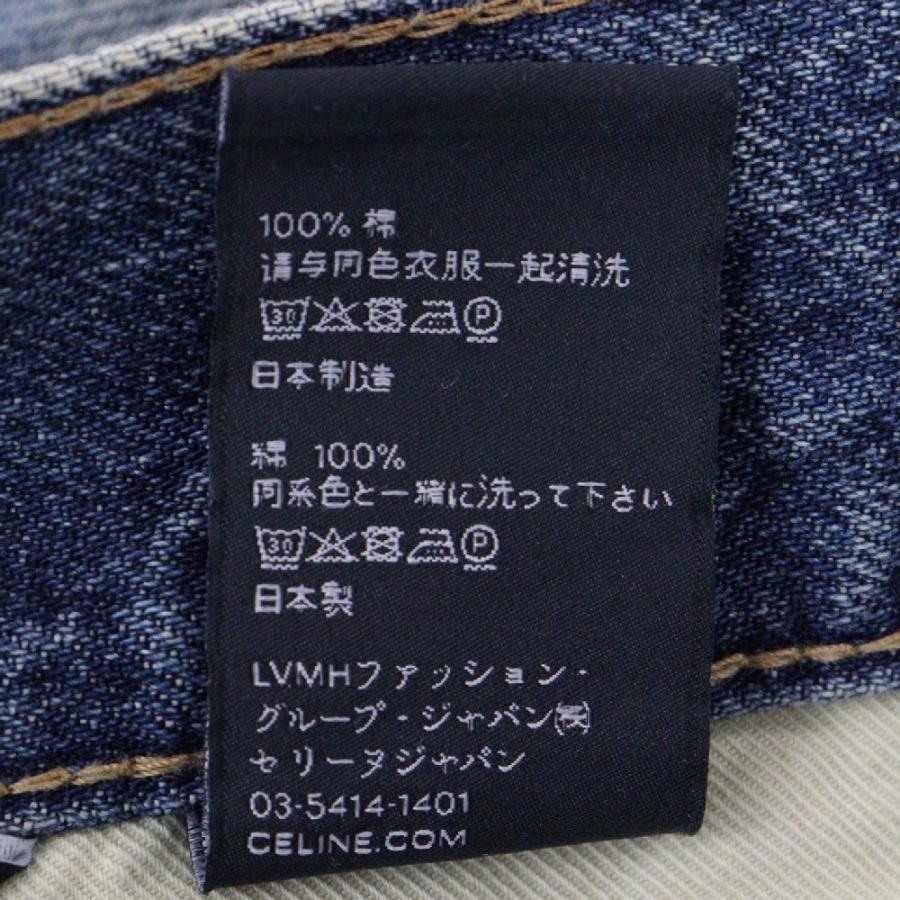 100% 棉
请与同色衣服一起清洗
30 P
日本制造
綿 100%
同系色と一緒に洗って下さい
30 P
日本製
LVMHファッション・
グループ・ジャパン㈱
セリーヌジャパン
03-5414-1401
CELINE.COM